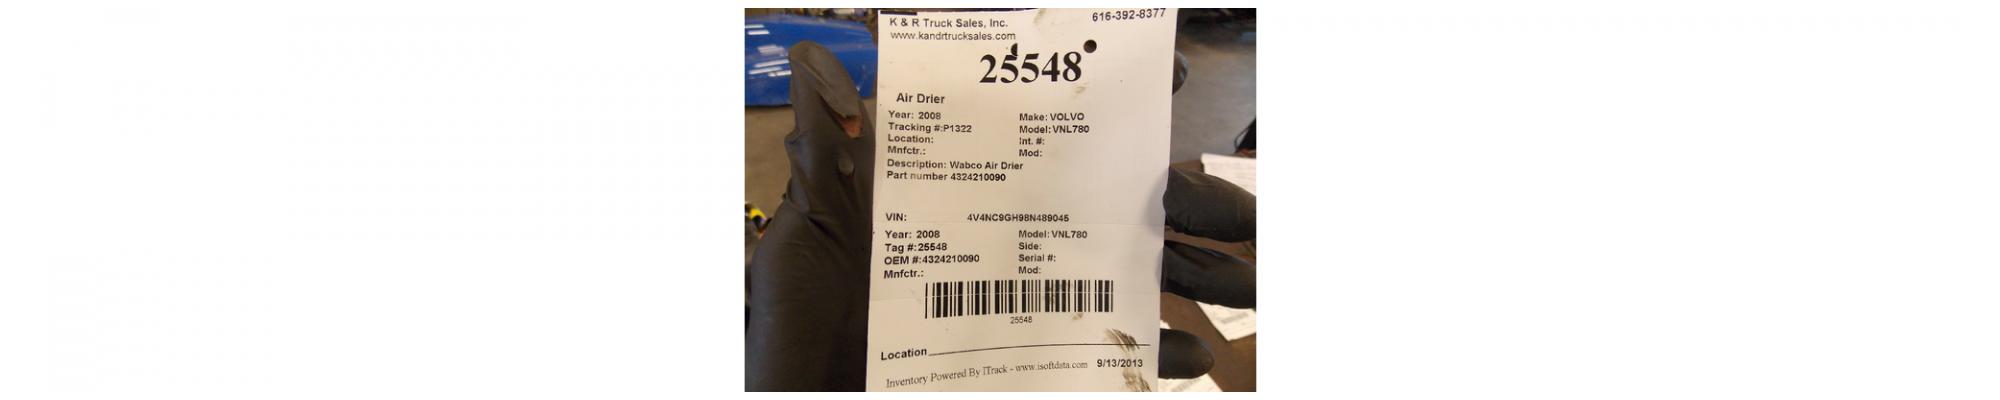 K & R Truck Sales, Inc. 616-392-8377
www.kandrtrucksales.com
25548
Air Drier
Year: 2008 Make: VOLVO
Tracking #:P1322 Model: VNL780
Location: Int. #:
Mnfctr.: Mod:
Description: Wabco Air Drier
Part number 4324210090
VIN: 4V4NC9GH98N489045
Year: 2008 Model: VNL780
Tag #:25548 Side:
OEM #:4324210090 Serial #:
Mnfctr.: Mod:
25548
Location
Inventory Powered By ITrack - www.isoftdata.com 9/13/2013